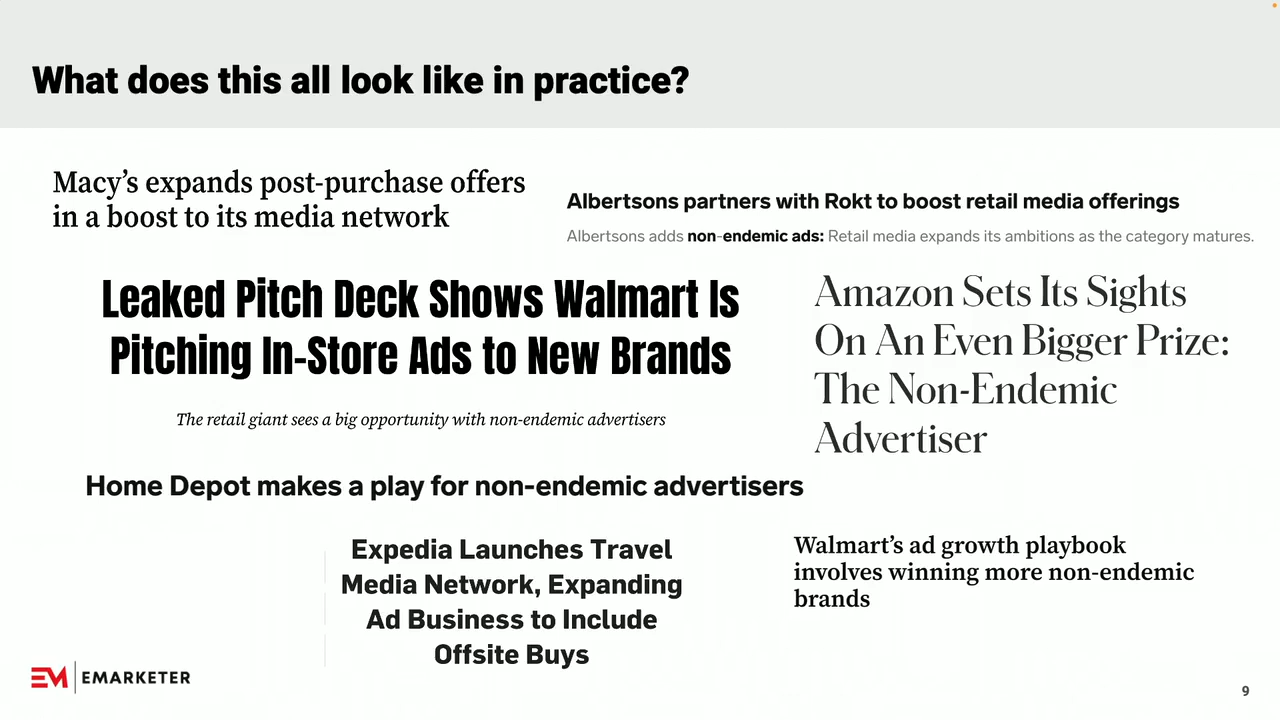 What does this all look like in practice?
Macy’s expands post-purchase offers
in a boost to its media network
Albertsons partners with Rokt to boost retail media offerings
Albertsons adds non-endemic ads: Retail media expands its ambitions as the category matures.
Leaked Pitch Deck Shows Walmart Is
Pitching In-Store Ads to New Brands
The retail giant sees a big opportunity with non-endemic advertisers
Amazon Sets Its Sights
On An Even Bigger Prize:
The Non-Endemic
Advertiser
Home Depot makes a play for non-endemic advertisers
Expedia Launches Travel
Media Network, Expanding
Ad Business to Include
Offsite Buys
Walmart’s ad growth playbook
involves winning more non-endemic
brands
EM EMARKETER
9